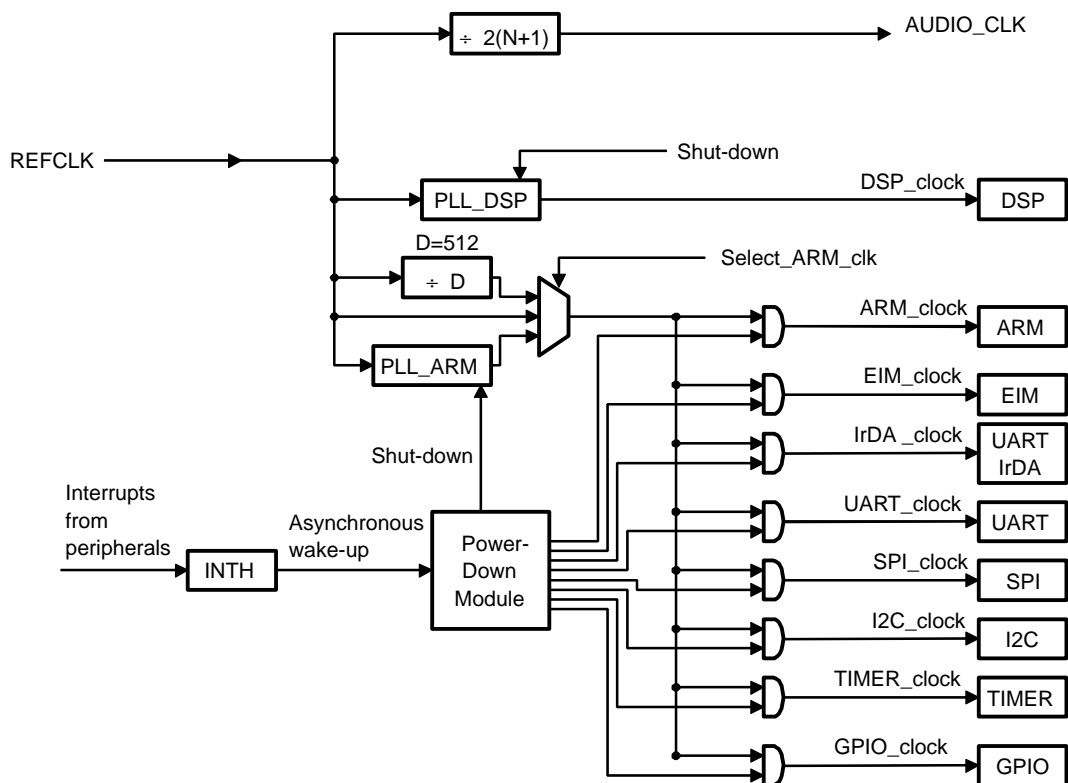 ÷ 2(N+1)
AUDIO_CLK
REFCLK
Shut-down
PLL_DSP
DSP_clock
DSP
D=512
÷ D
Select_ARM_clk
PLL_ARM
ARM_clock
ARM
EIM_clock
EIM
Shut-down
IrDA _clock
UART
IrDA
Interrupts
from
peripherals
INTH
Asynchronous
wake-up
Power-
Down
Module
UART_clock
UART
SPI_clock
SPI
I2C_clock
I2C
TIMER_clock
TIMER
GPIO_clock
GPIO